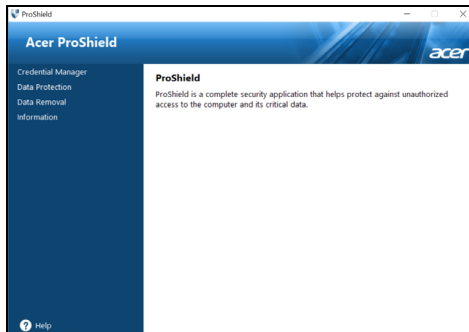 ProShield
Acer ProShield
acer
Credential Manager
Data Protection
Data Removal
Information
ProShield
ProShield is a complete security application that helps protect against unauthorized
access to the computer and its critical data.
? Help